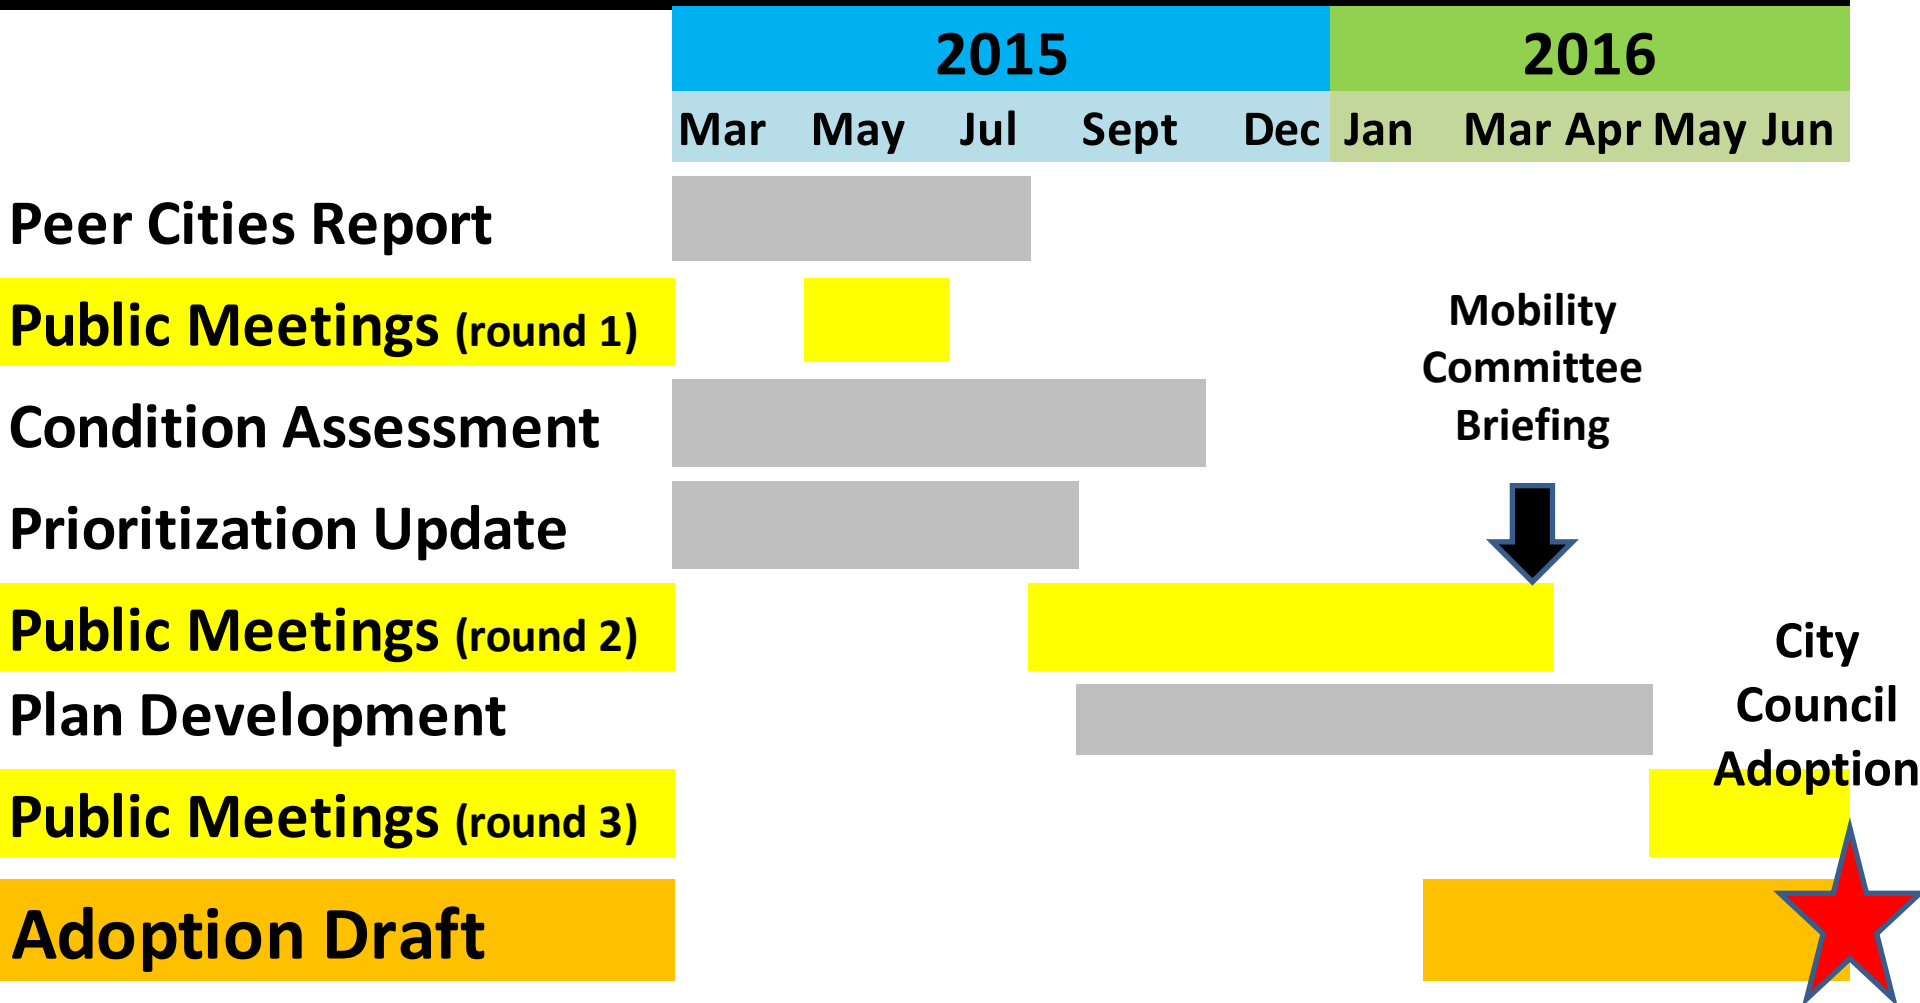 2015 2016
Mar May Jul Sept Dec Jan Mar Apr May Jun
Peer Cities Report
Public Meetings (round 1)
Mobility
Committee
Briefing
Condition Assessment
Prioritization Update
Public Meetings (round 2)
Plan Development
City
Council
Adoption
Public Meetings (round 3)
Adoption Draft